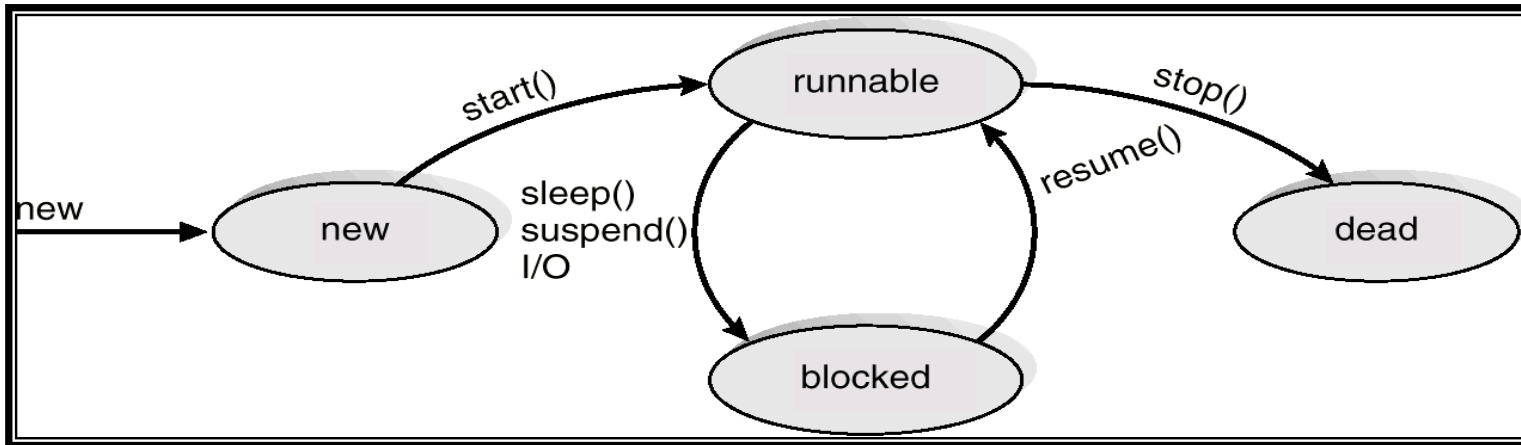 new
new
start()
sleep()
suspend()
I/O
runnable
blocked
resume()
stop()
dead